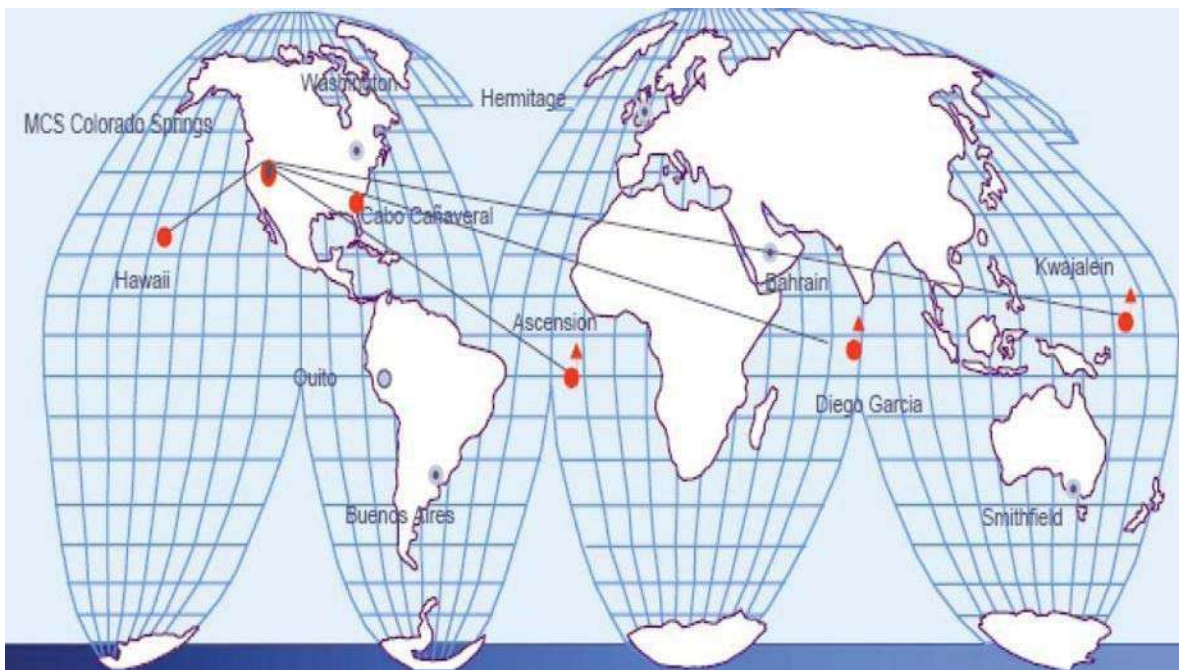 Washington
Hermitage
MCS Colorado Springs
Cabo Cañaveral
Hawaii
Bahrain
Kwajalein
Ascension
Quito
Diego Garcia
Buenos Aires
Smithfield